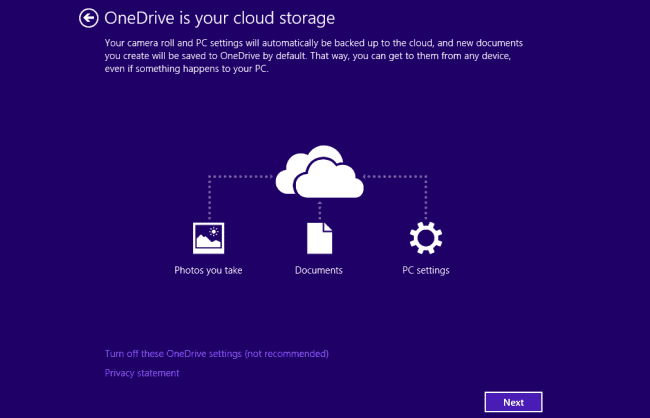 OneDrive is your cloud storage
Your camera roll and PC settings will automatically be backed up to the cloud, and new documents
you create will be saved to OneDrive by default. That way, you can get to them from any device,
even if something happens to your PC.
Photos you take
Documents
PC settings
Turn off these OneDrive settings (not recommended)
Privacy statement
Next